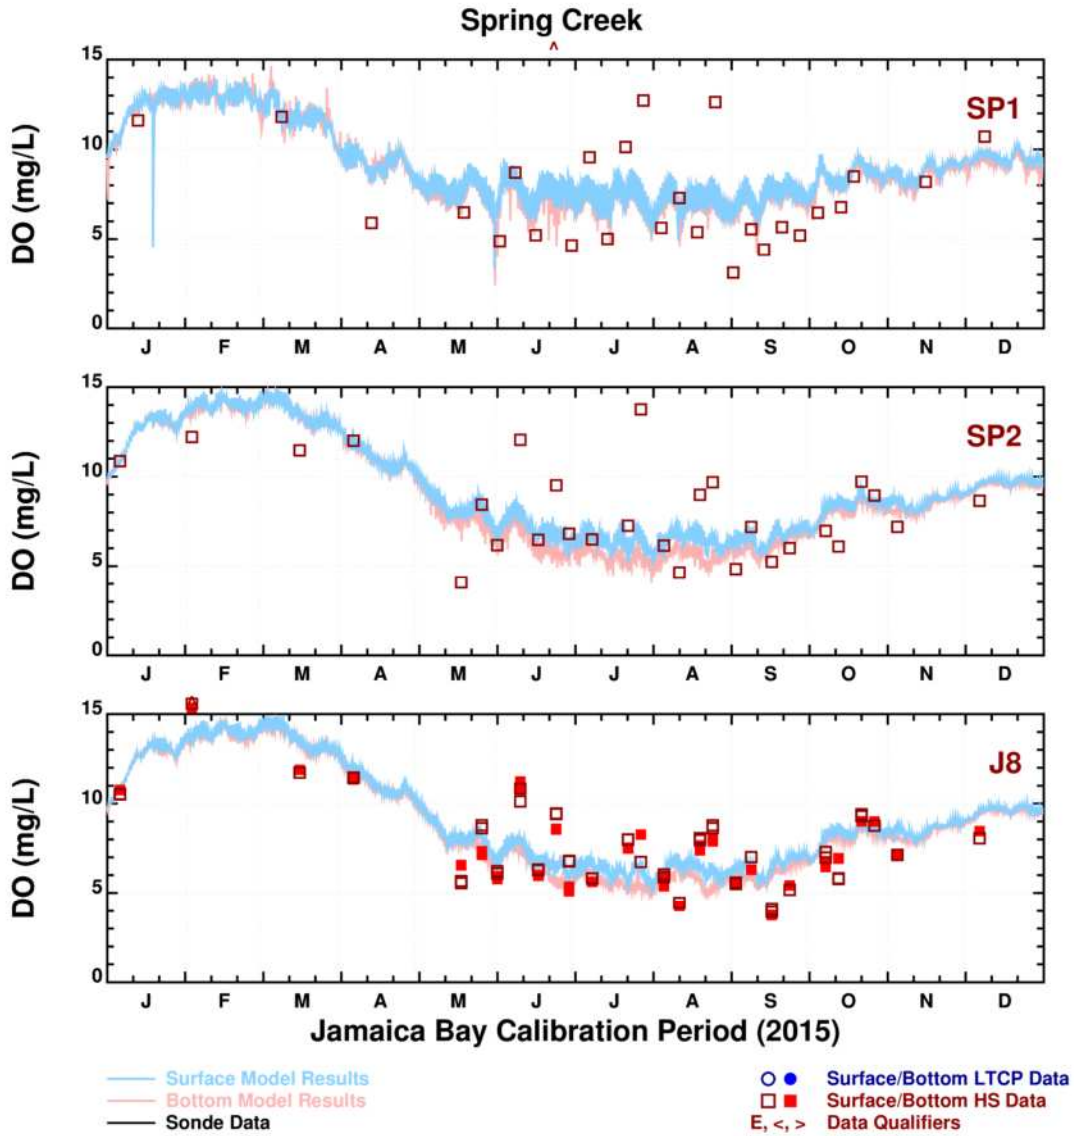 Spring Creek
^
15
10
5
0
DO (mg/L)
SP1
J F M A M J J A S O N D
15
10
5
0
DO (mg/L)
SP2
J F M A M J J A S O N D
15
10
5
0
DO (mg/L)
J8
J F M A M J J A S O N D
Jamaica Bay Calibration Period (2015)
Surface Model Results
Bottom Model Results
Sonde Data
Surface/Bottom LTCP Data
Surface/Bottom HS Data
E, <, > Data Qualifiers